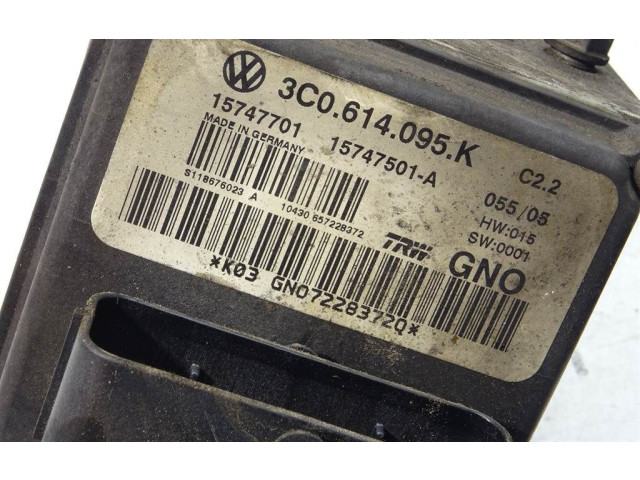 3C0.614.095.K
C2.2
15747701 15747501-A
MADE IN GERMANY
055/05
HW:015
SW:0001
S118676023 A 10430 657228372
TRW GNO
*K03 GNO7228372Q*